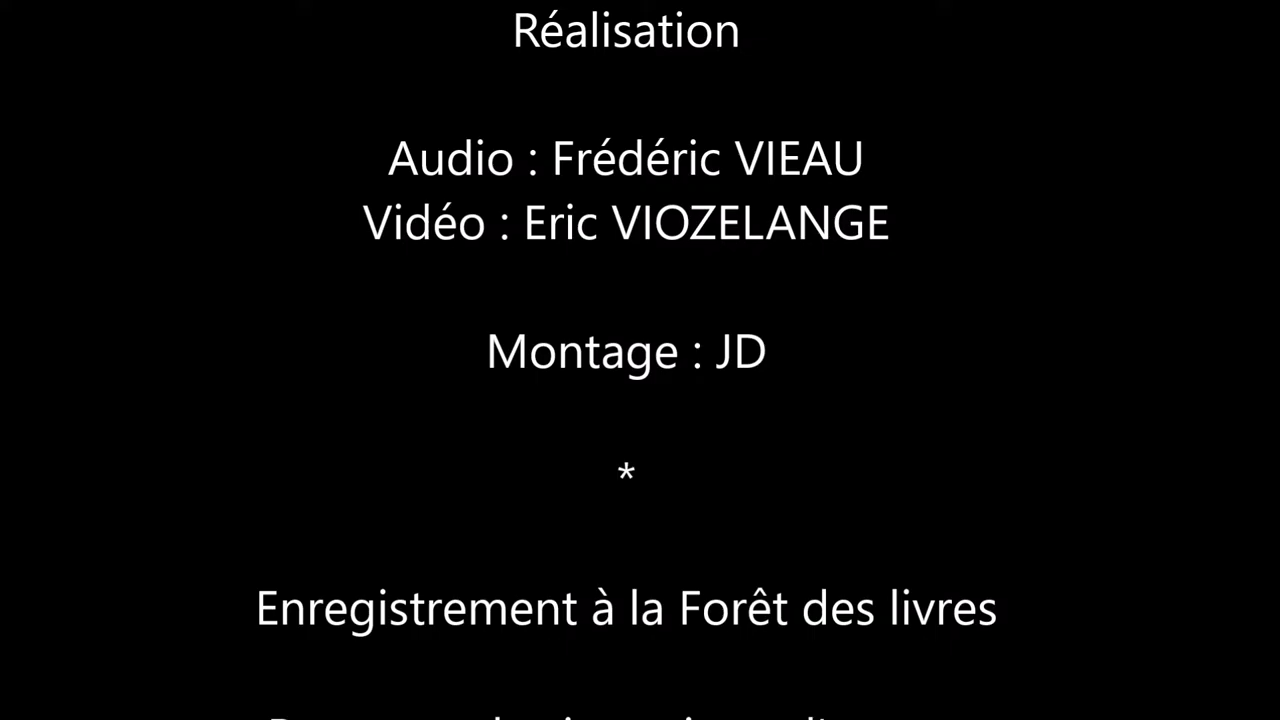 Réalisation
Audio : Frédéric VIEAU
Vidéo : Eric VIOZELANGE
Montage : JD
*
Enregistrement à la Forêt des livres